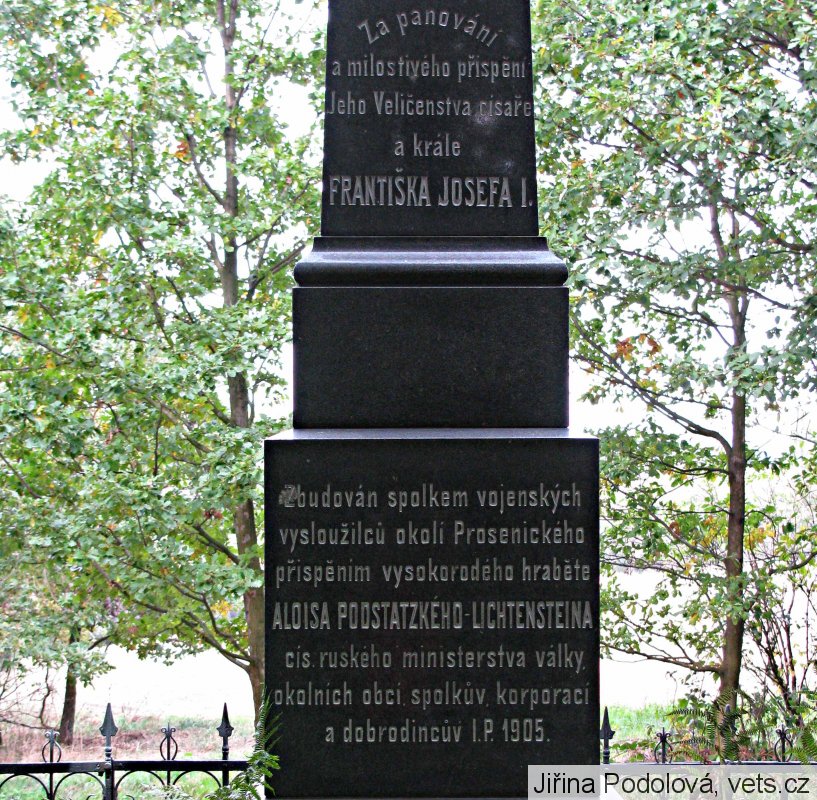 Za panování
a milostivého přispění
Jeho Veličenstva císaře
a krále
FRANTIŠKA JOSEFA I.
Zbudován spolkem vojenských
vysloužilců okolí Prosenického
přispěním vysokorodého hraběte
ALOISA PODSTATZKÉHO-LICHTENSTEINA
cís. ruského ministerstva války,
okolních obcí, spolkův, korporací
a dobrodincův l.P. 1905.
Jiřina Podolová, vets.cz